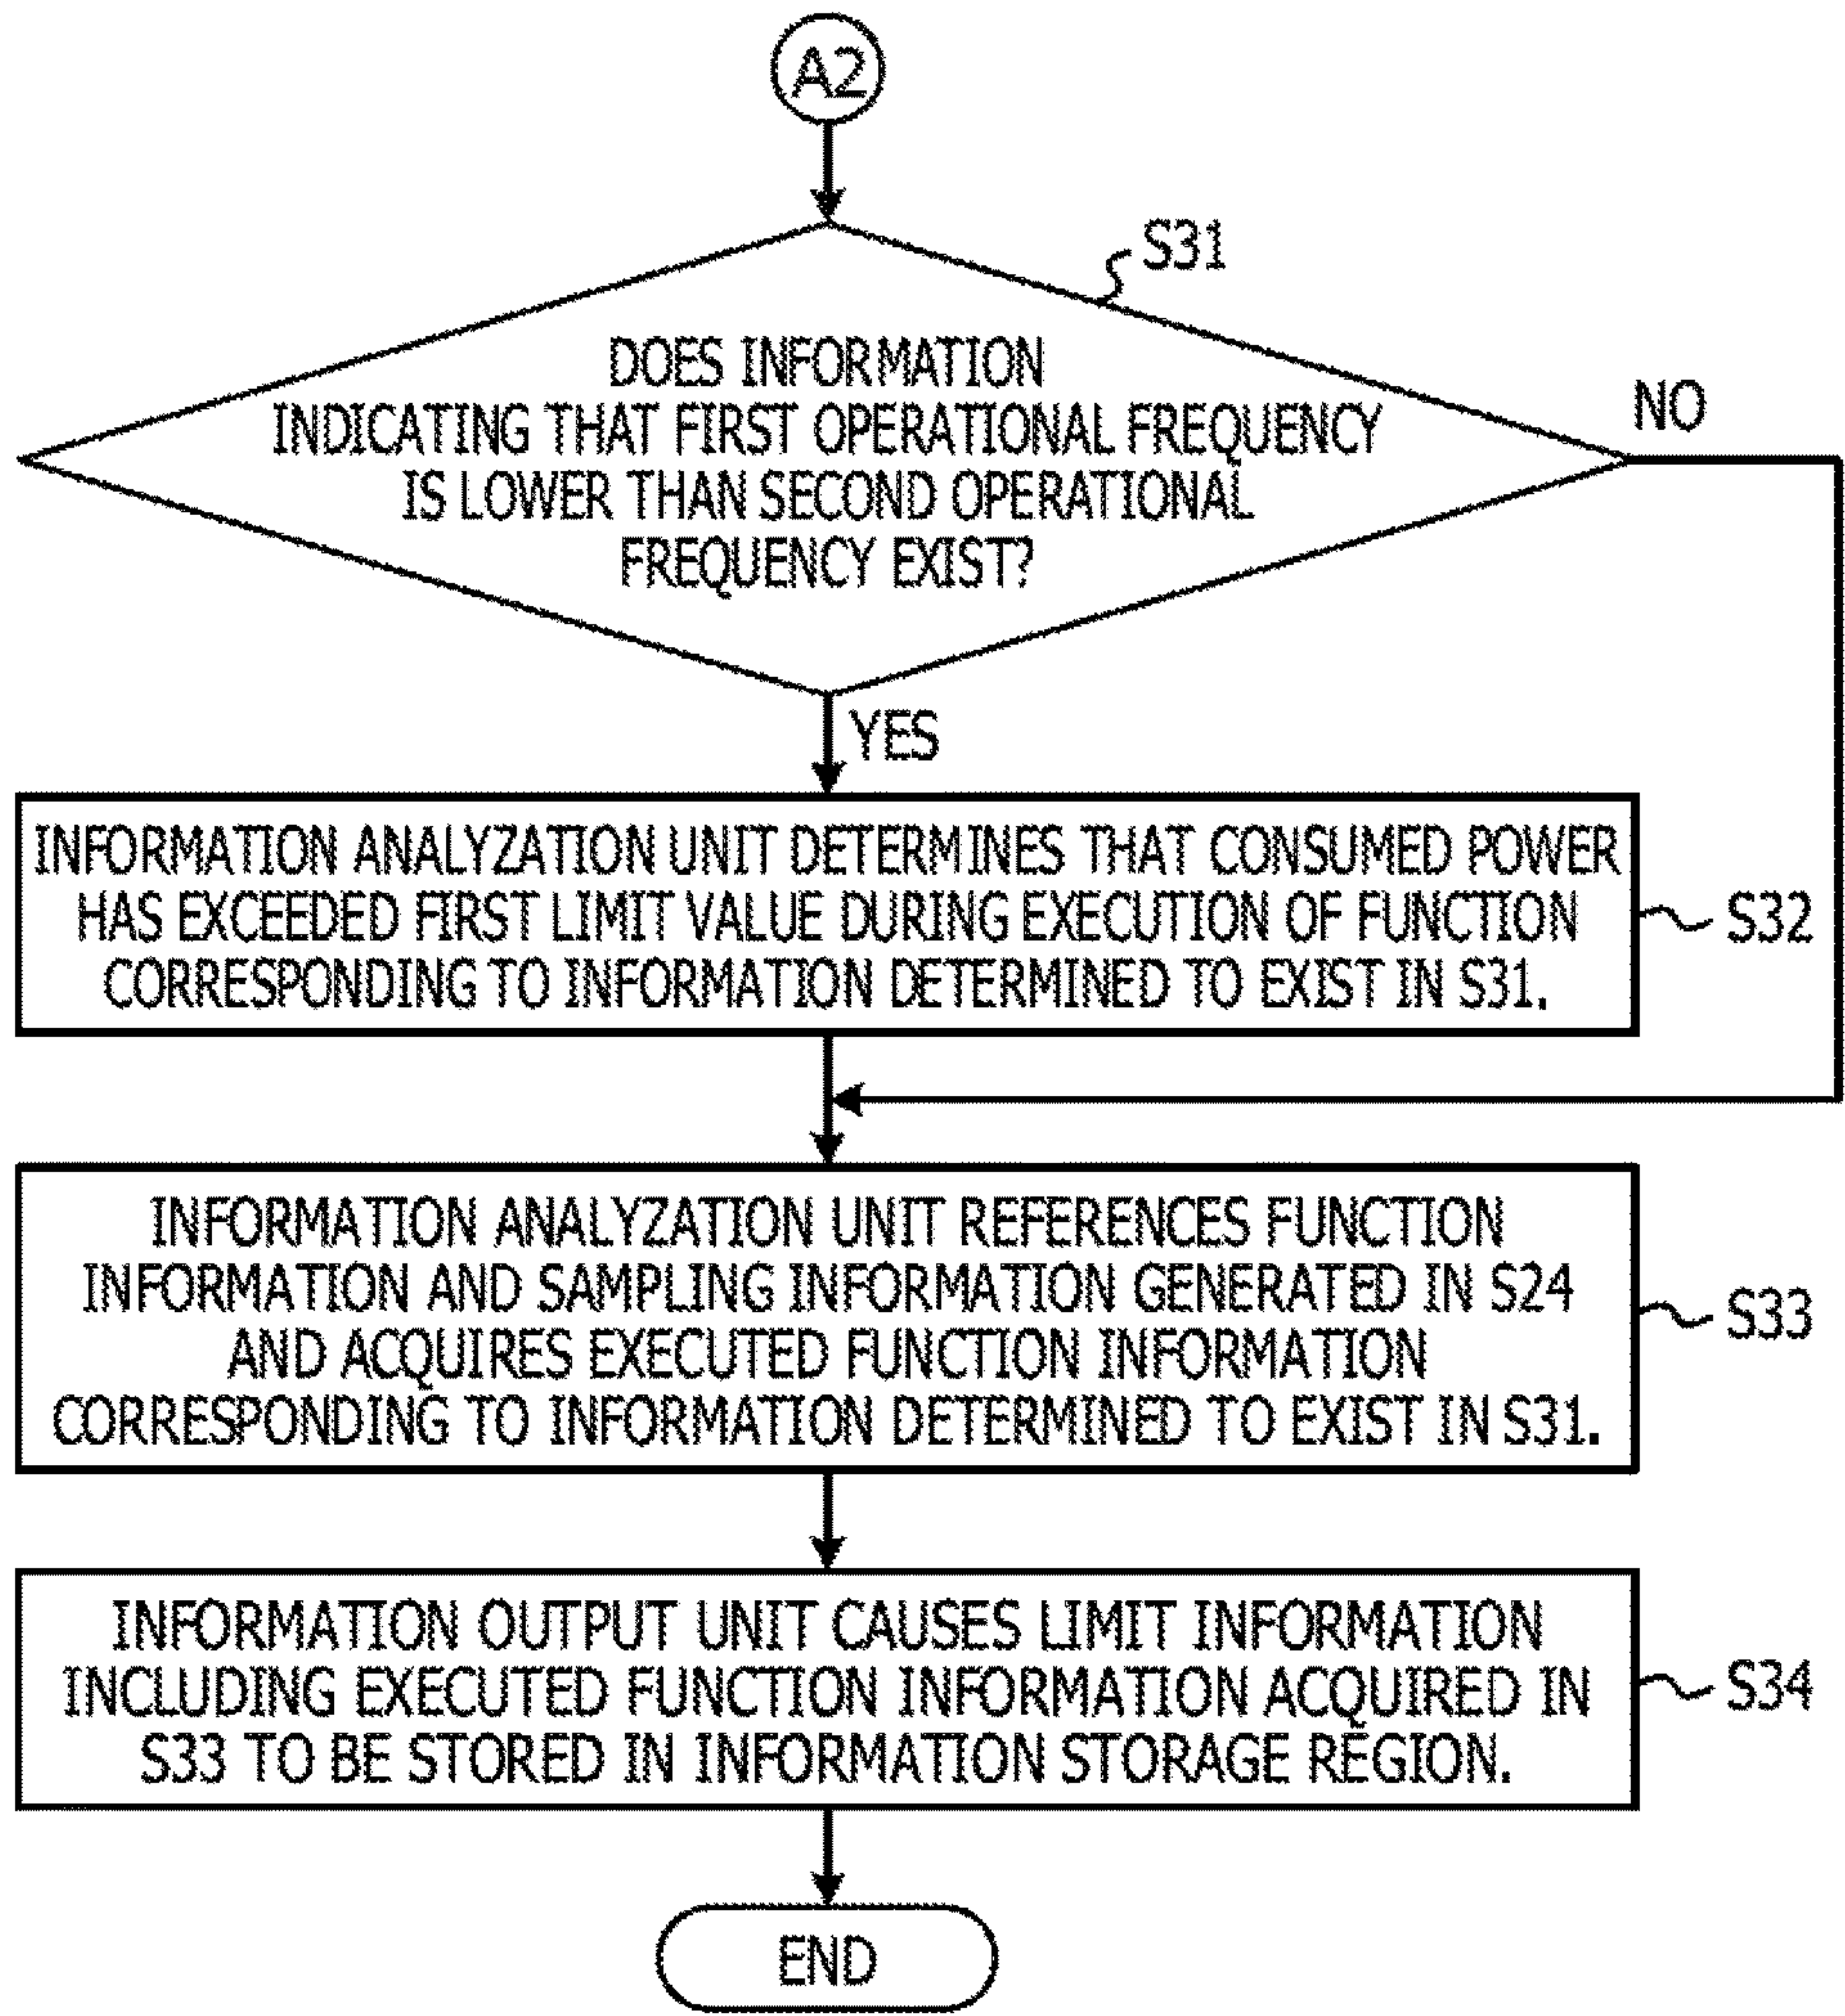 A2
S31
DOES INFORMATION
INDICATING THAT FIRST OPERATIONAL FREQUENCY
IS LOWER THAN SECOND OPERATIONAL
FREQUENCY EXIST?
NO
YES
INFORMATION ANALYZATION UNIT DETERMINES THAT CONSUMED POWER
HAS EXCEEDED FIRST LIMIT VALUE DURING EXECUTION OF FUNCTION
CORRESPONDING TO INFORMATION DETERMINED TO EXIST IN S31.
S32
INFORMATION ANALYZATION UNIT REFERENCES FUNCTION
INFORMATION AND SAMPLING INFORMATION GENERATED IN S24
AND ACQUIRES EXECUTED FUNCTION INFORMATION
CORRESPONDING TO INFORMATION DETERMINED TO EXIST IN S31.
S33
INFORMATION OUTPUT UNIT CAUSES LIMIT INFORMATION
INCLUDING EXECUTED FUNCTION INFORMATION ACQUIRED IN
S33 TO BE STORED IN INFORMATION STORAGE REGION.
S34
END